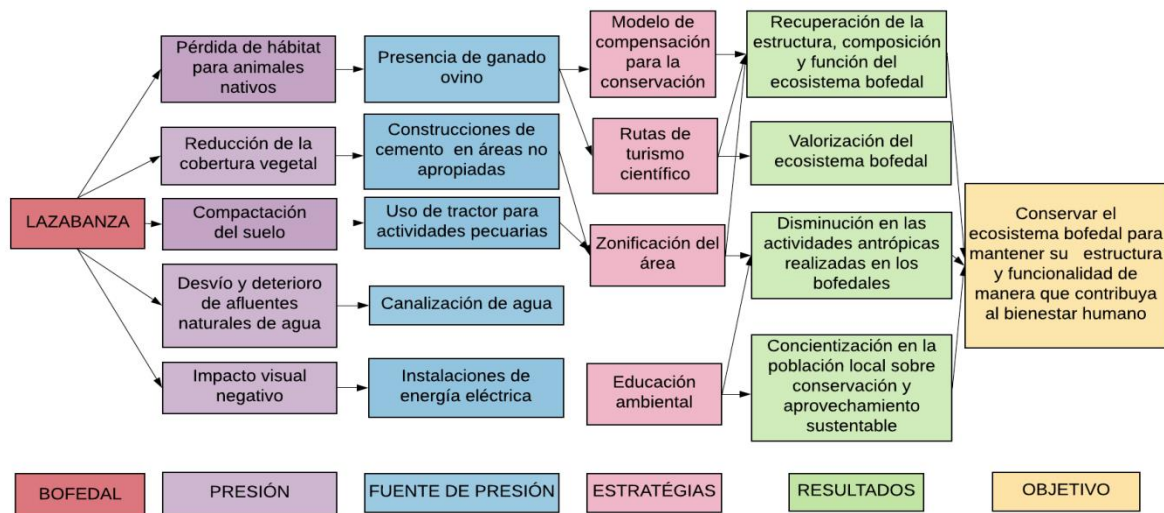 LAZABANZA
Pérdida de hábitat
para animales
nativos
Reducción de la
cobertura vegetal
Compactación
del suelo
Desvío y deterioro
de afluentes
naturales de agua
Impacto visual
negativo
Presencia de ganado
ovino
Construcciones de
cemento en áreas no
apropiadas
Uso de tractor para
actividades pecuarias
Canalización de agua
Instalaciones de
energía eléctrica
Modelo de
compensación
para la
conservación
Rutas de
turismo
científico
Zonificación del
área
Educación
ambiental
Recuperación de la
estructura, composición
y función del
ecosistema bofedal
Valorización del
ecosistema bofedal
Disminución en las
actividades antrópicas
realizadas en los
bofedales
Concientización en la
población local sobre
conservación y
aprovechamiento
sustentable
Conservar el
ecosistema bofedal para
mantener su estructura
y funcionalidad de
manera que contribuya
al bienestar humano
BOFEDAL
PRESIÓN
FUENTE DE PRESIÓN
ESTRATÉGIAS
RESULTADOS
OBJETIVO